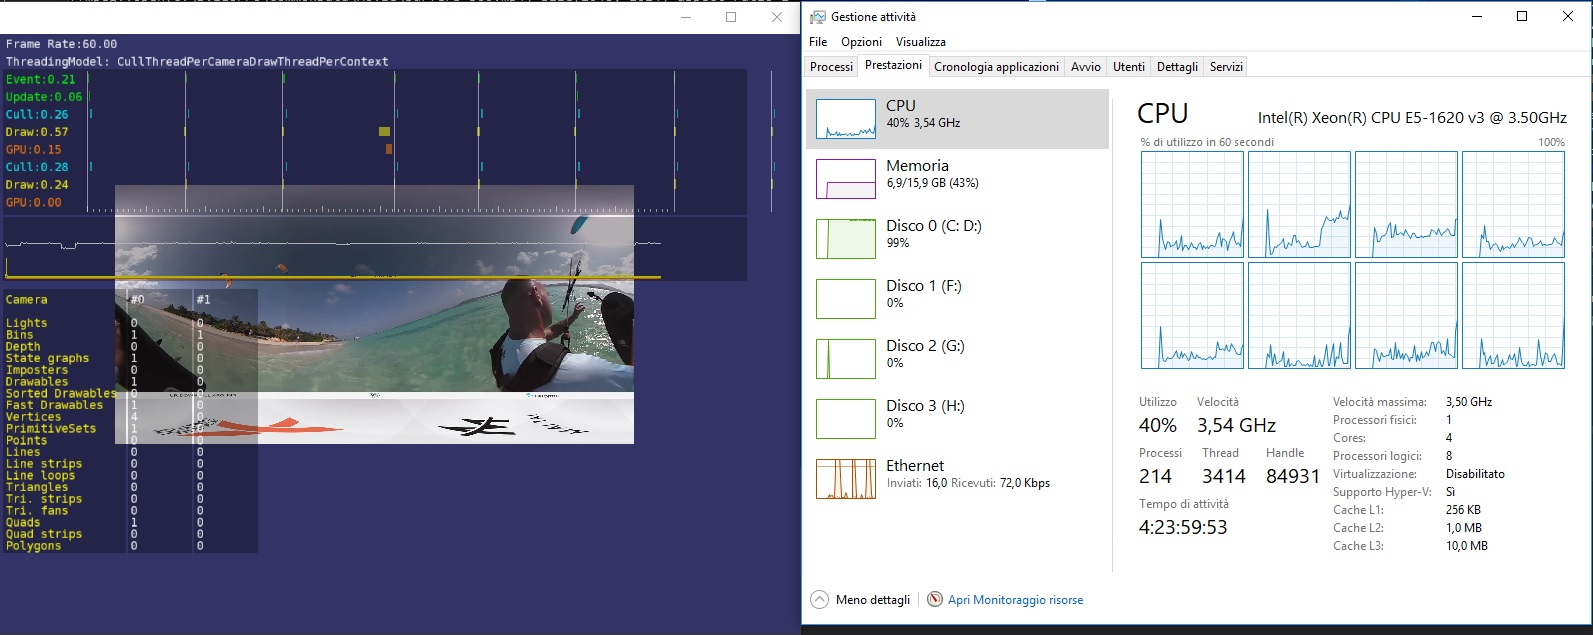 Frame Rate:60.00
ThreadingModel: CullThreadPerCameraDrawThreadPerContext
Event:0.21
Update:0.06
Cull:0.26
Draw:0.57
GPU:0.15
Cull:0.28
Draw:0.24
GPU:0.00
Camera #0 #1
Lights 0 0
Bins 1 1
Depth 0 0
State graphs 1 0
Imposters 0 0
Drawables 1 0
Sorted Drawables 0 0
Fast Drawables 1 0
Vertices 4 0
PrimitiveSets 1 0
Points 0 0
Lines 0 0
Line strips 0 0
Line loops 0 0
Triangles 0 0
Tri. strips 0 0
Tri. fans 0 0
Quads 1 0
Quad strips 0 0
Polygons 0 0
Gestione attività
File Opzioni Visualizza
Processi Prestazioni Cronologia applicazioni Avvio Utenti Dettagli Servizi
CPU
40% 3,54 GHz
Memoria
6,9/15,9 GB (43%)
Disco 0 (C: D:)
99%
Disco 1 (F:)
0%
Disco 2 (G:)
0%
Disco 3 (H:)
0%
Ethernet
Inviati: 16,0 Ricevuti: 72,0 Kbps
CPU Intel(R) Xeon(R) CPU E5-1620 v3 @ 3.50GHz
% di utilizzo in 60 secondi 100%
Utilizzo Velocità
40% 3,54 GHz
Processi Thread Handle
214 3414 84931
Tempo di attività
4:23:59:53
Velocità massima: 3,50 GHz
Processori fisici: 1
Cores: 4
Processori logici: 8
Virtualizzazione: Disabilitato
Supporto Hyper-V: Sì
Cache L1: 256 KB
Cache L2: 1,0 MB
Cache L3: 10,0 MB
Meno dettagli Apri Monitoraggio risorse